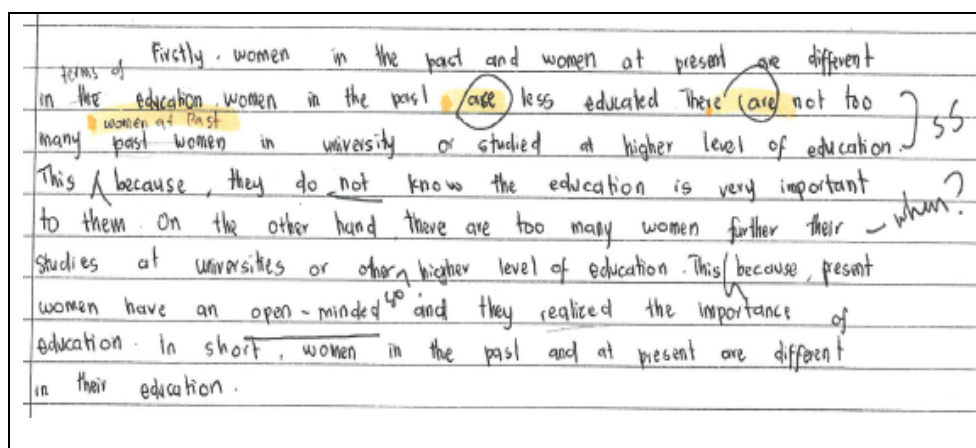 Firstly. women in the past and women at present are different
terms of
in the education. women in the past are less educated. There are not too
women at Past
many past women in university or studied at higher level of education. SS
This because, they do not know the education is very important
to them. On the other hand there are too many women further their when?
studies at universities or other higher level of education. This because, present
women have an open-minded and they realized the importance of
education. In short, women in the past and at present are different
in their education.